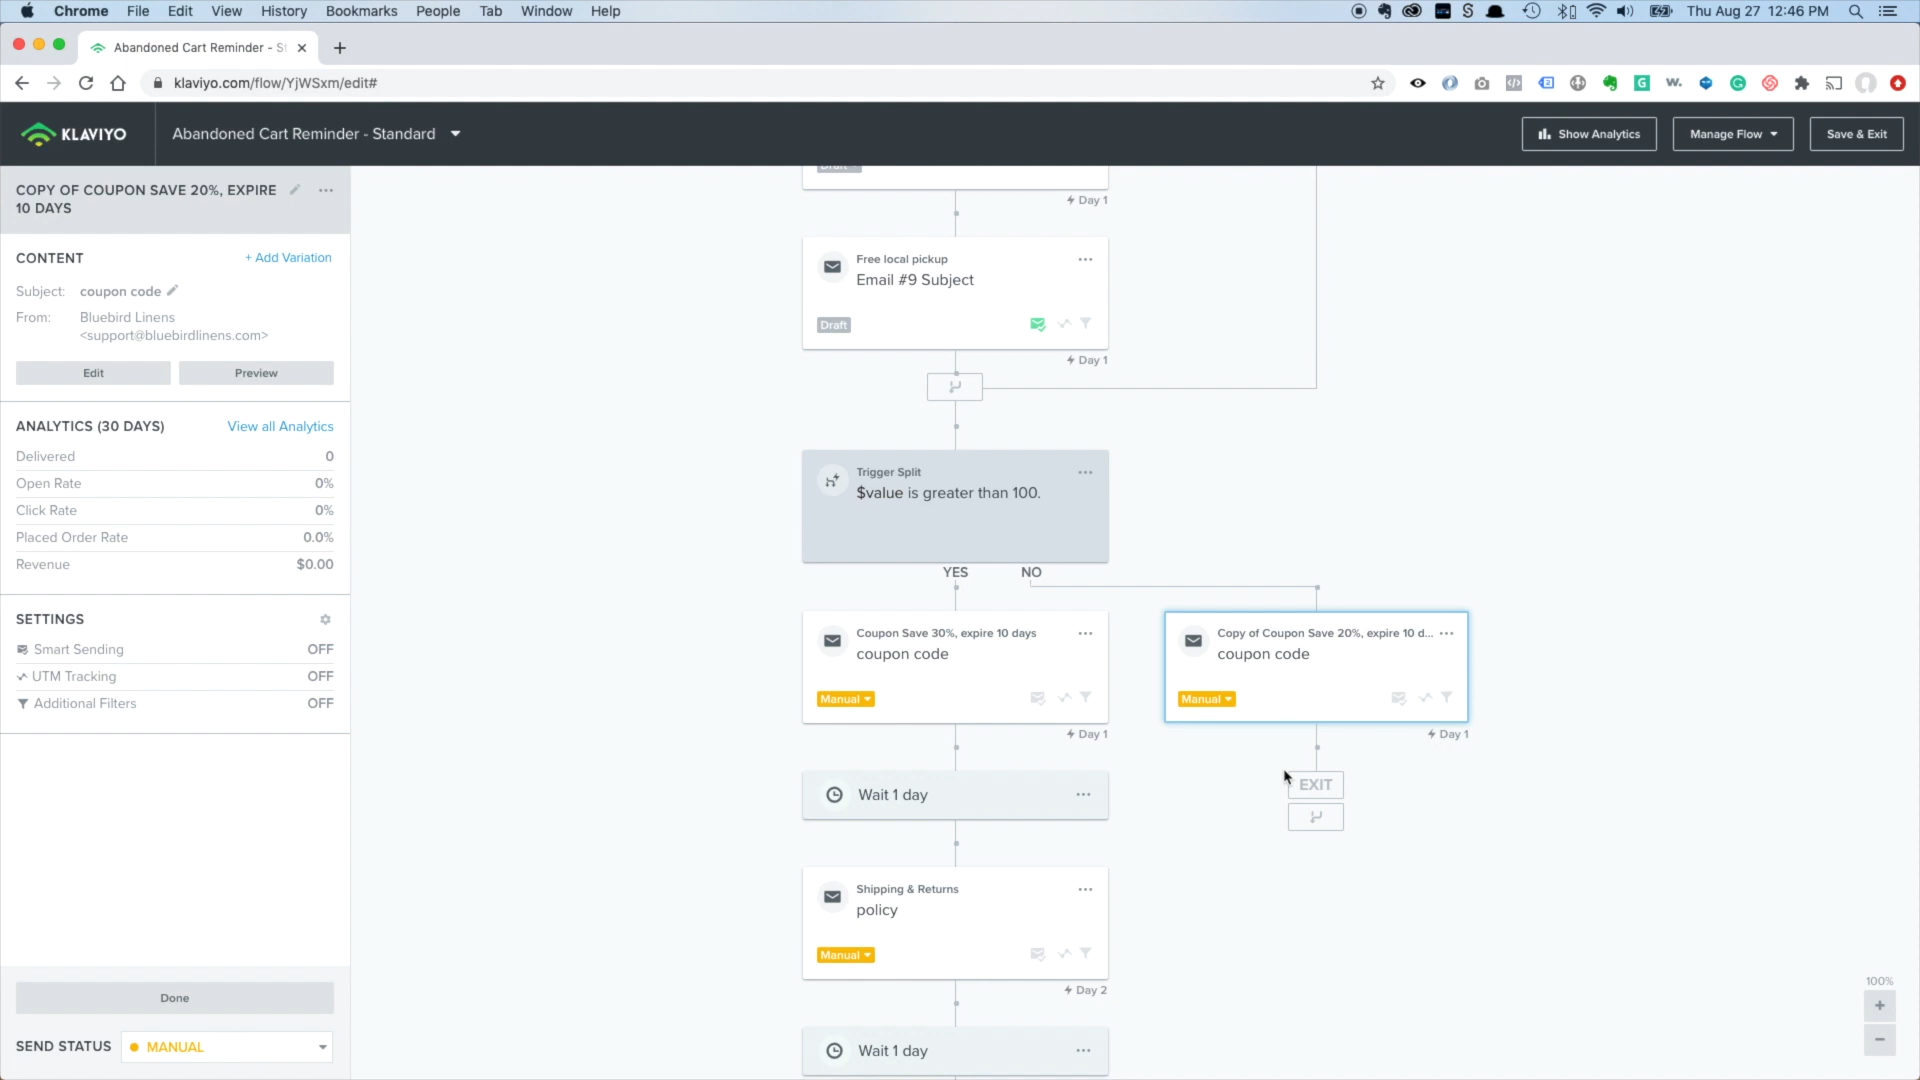 Chrome File Edit View History Bookmarks People Tab Window Help
Thu Aug 27 12:46 PM
Abandoned Cart Reminder - St
klaviyo.com/flow/YjWSxm/edit#
KLAVIYO
Abandoned Cart Reminder - Standard
Show Analytics
Manage Flow
Save & Exit
COPY OF COUPON SAVE 20%, EXPIRE
10 DAYS
CONTENT
+ Add Variation
Subject: coupon code
From: Bluebird Linens
<support@bluebirdlinens.com>
Edit
Preview
ANALYTICS (30 DAYS)
View all Analytics
Delivered 0
Open Rate 0%
Click Rate 0%
Placed Order Rate 0.0%
Revenue $0.00
SETTINGS
Smart Sending OFF
UTM Tracking OFF
Additional Filters OFF
Done
SEND STATUS MANUAL
Draft
Day 1
Free local pickup
Email #9 Subject
Draft
Day 1
Trigger Split
$value is greater than 100.
YES
NO
Coupon Save 30%, expire 10 days
coupon code
Manual
Day 1
Copy of Coupon Save 20%, expire 10 d...
coupon code
Manual
Day 1
EXIT
Wait 1 day
Shipping & Returns
policy
Manual
Day 2
Wait 1 day
100%
+
−